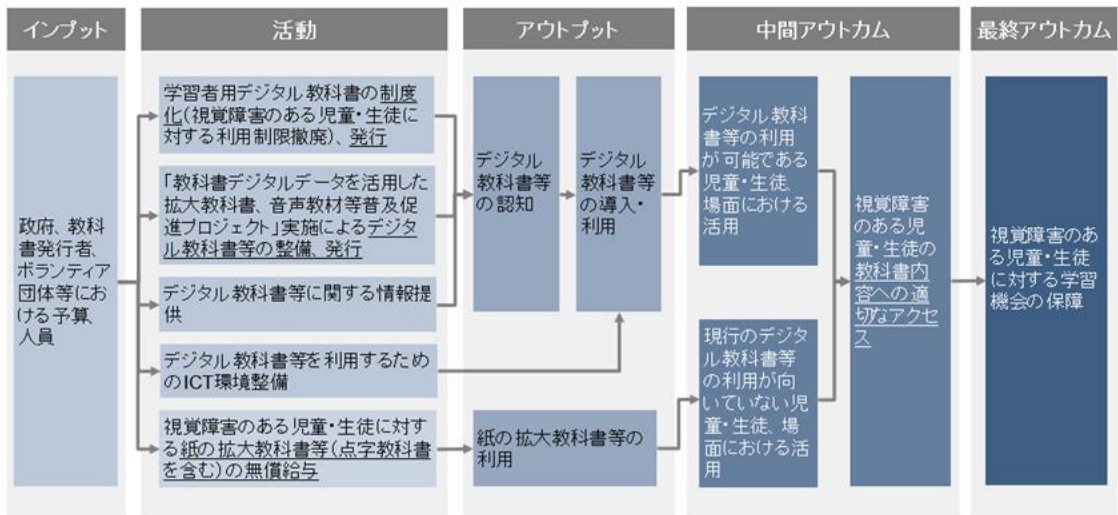 インプット
活動
アウトプット
中間アウトカム
最終アウトカム
政府、教科
書発行者、
ボランティア
団体等にお
ける予算、
人員
学習者用デジタル教科書の制度
化(視覚障害のある児童・生徒に
対する利用制限撤廃)、発行
「教科書デジタルデータを活用した
拡大教科書、音声教材等普及促
進プロジェクト」実施によるデジタ
ル教科書等の整備、発行
デジタル教科書等に関する情報提
供
デジタル教科書等を利用するため
のICT環境整備
視覚障害のある児童・生徒に対す
る紙の拡大教科書等(点字教科書
を含む)の無償給与
デジタル
教科書等
の認知
デジタル
教科書等
の導入・
利用
紙の拡大教科書等の
利用
デジタル教科
書等の利用
が可能である
児童・生徒、
場面における
活用
現行のデジタ
ル教科書等
の利用が向
いていない児
童・生徒、場
面における活
用
視覚障害
のある児
童・生徒の
教科書内
容への適
切なアクセ
ス
視覚障害のあ
る児童・生徒
に対する学習
機会の保障